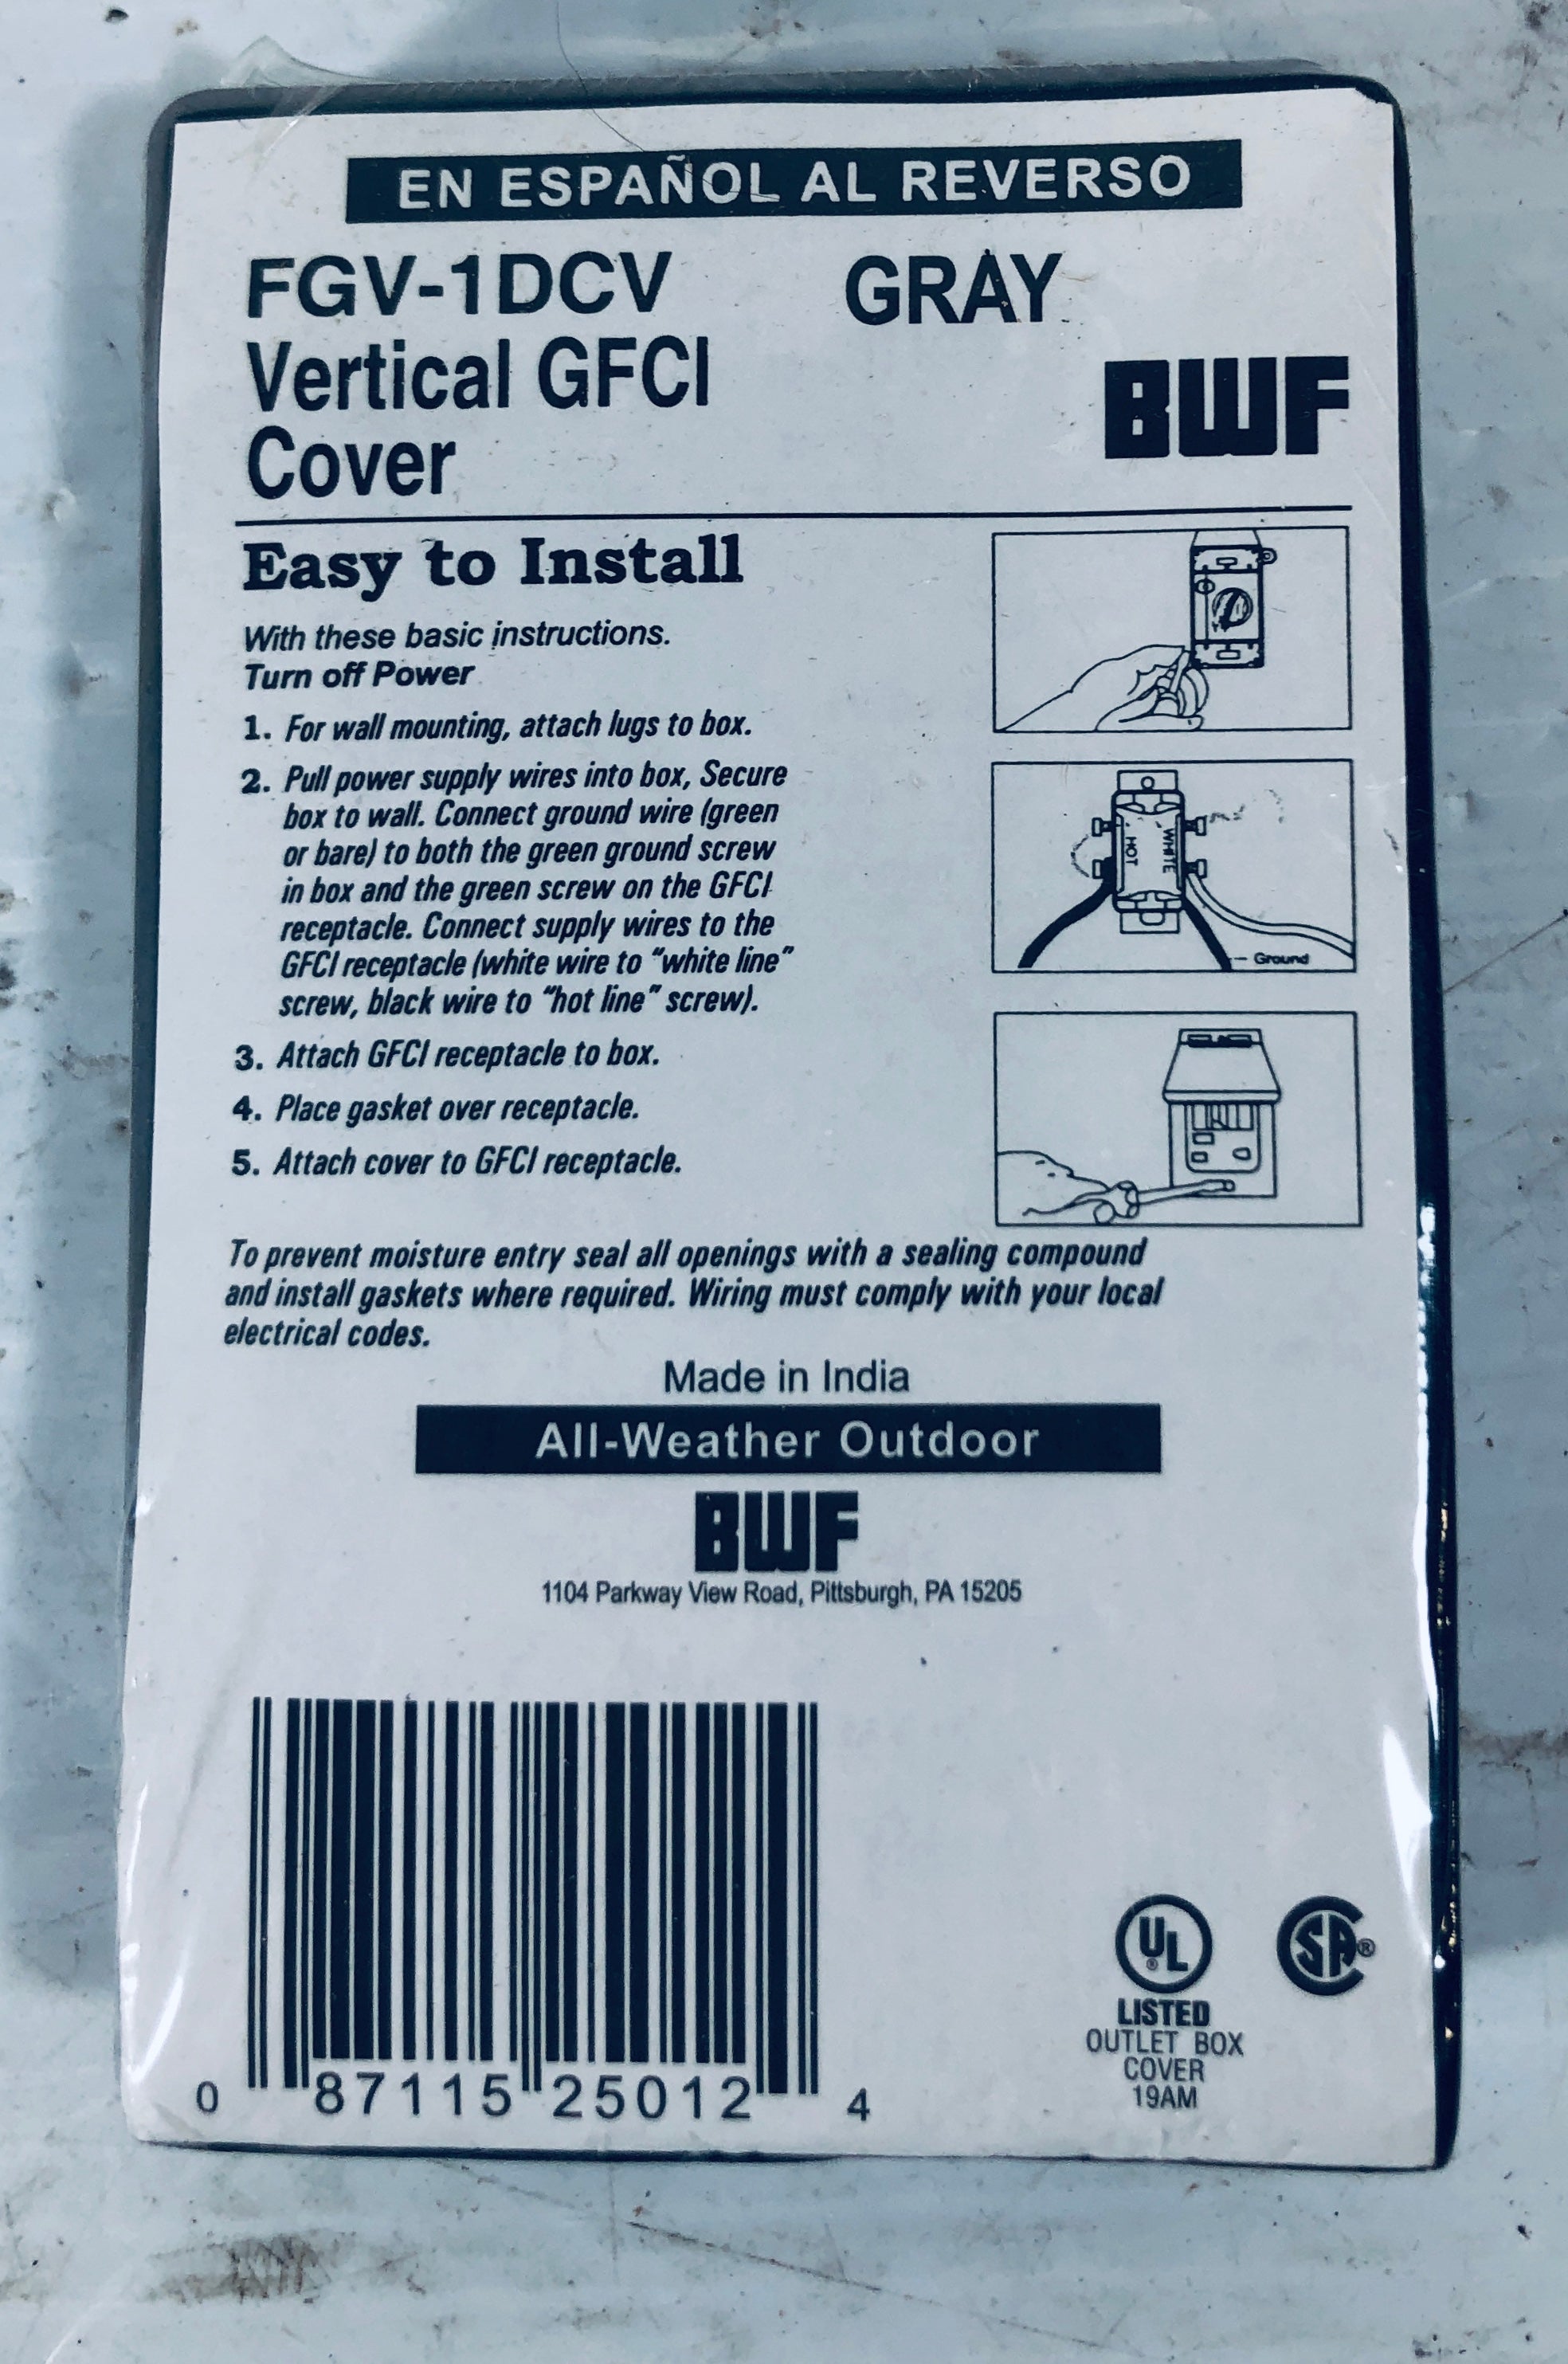 EN ESPAÑOL AL REVERSO
FGV-1DCV GRAY
Vertical GFCI
Cover
BWF
Easy to Install
With these basic instructions.
Turn off Power
1. For wall mounting, attach lugs to box.
2. Pull power supply wires into box, Secure
box to wall. Connect ground wire (green
or bare) to both the green ground screw
in box and the green screw on the GFCI
receptacle. Connect supply wires to the
GFCI receptacle (white wire to “white line”
screw, black wire to “hot line” screw).
3. Attach GFCI receptacle to box.
4. Place gasket over receptacle.
5. Attach cover to GFCI receptacle.
HOT
WHITE
Ground
To prevent moisture entry seal all openings with a sealing compound
and install gaskets where required. Wiring must comply with your local
electrical codes.
Made in India
All-Weather Outdoor
BWF
1104 Parkway View Road, Pittsburgh, PA 15205
0 87115 25012 4
UL ®
LISTED
OUTLET BOX
COVER
19AM
CSA ®